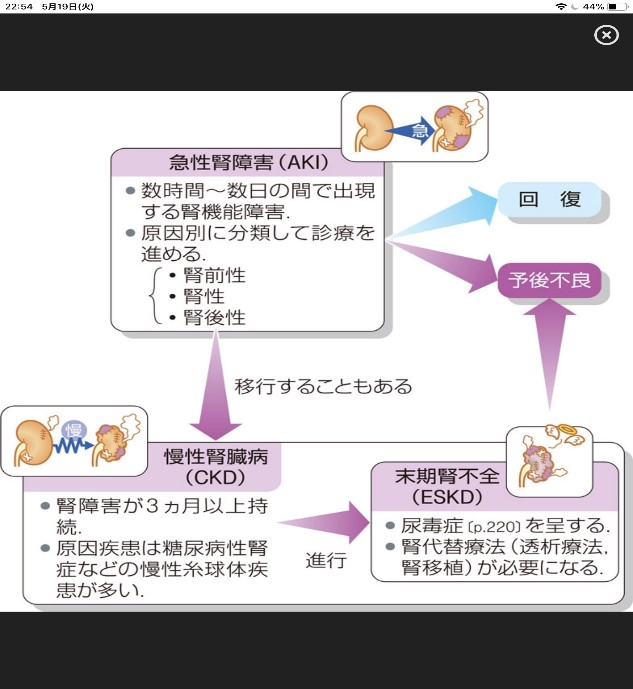 22:54 5月19日(火)
44%
急
急性腎障害(AKI)
● 数時間〜数日の間で出現
する腎機能障害.
● 原因別に分類して診療を
進める.
・腎前性
・腎性
・腎後性
回 復
予後不良
移行することもある
慢
慢性腎臓病
(CKD)
● 腎障害が3ヵ月以上持
続.
● 原因疾患は糖尿病性腎
症などの慢性糸球体疾
患が多い.
進行
末期腎不全
(ESKD)
● 尿毒症〔p.220〕を呈する.
● 腎代替療法(透析療法,
腎移植)が必要になる.